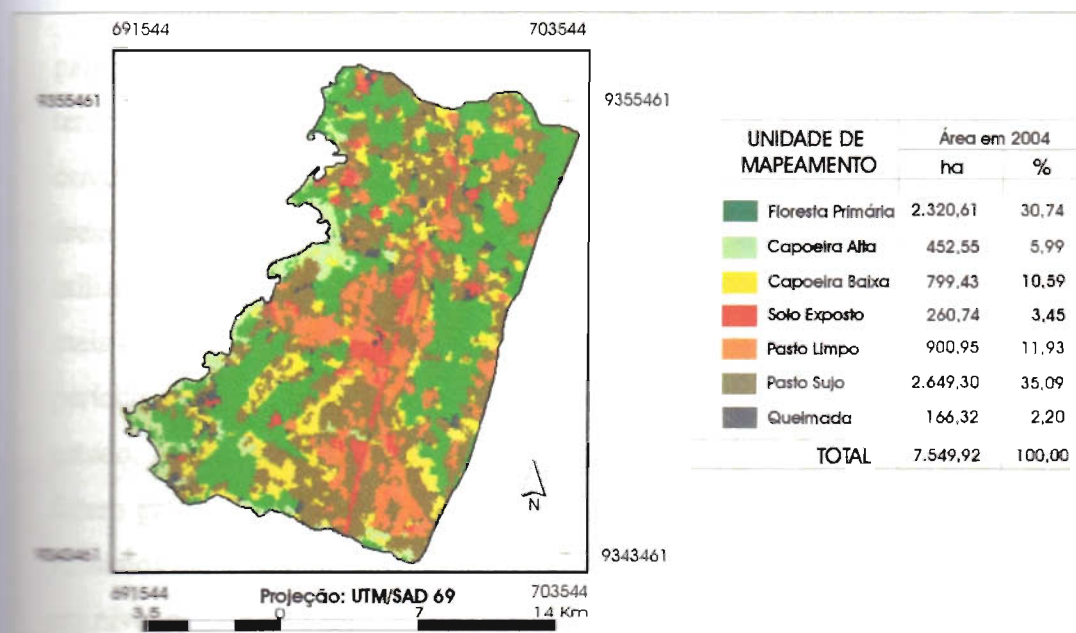 691544 703544
9355461 9355461
UNIDADE DE MAPEAMENTO Área em 2004
ha %
Floresta Primária 2.320,61 30,74
Capoeira Alta 452,55 5,99
Capoeira Baixa 799,43 10,59
Solo Exposto 260,74 3,45
Pasto Limpo 900,95 11,93
Pasto Sujo 2.649,30 35,09
Queimada 166,32 2,20
TOTAL 7.549,92 100,00
N
9343461 9343461
691544 703544
Projeção: UTM/SAD 69
3,5 0 7 14 Km